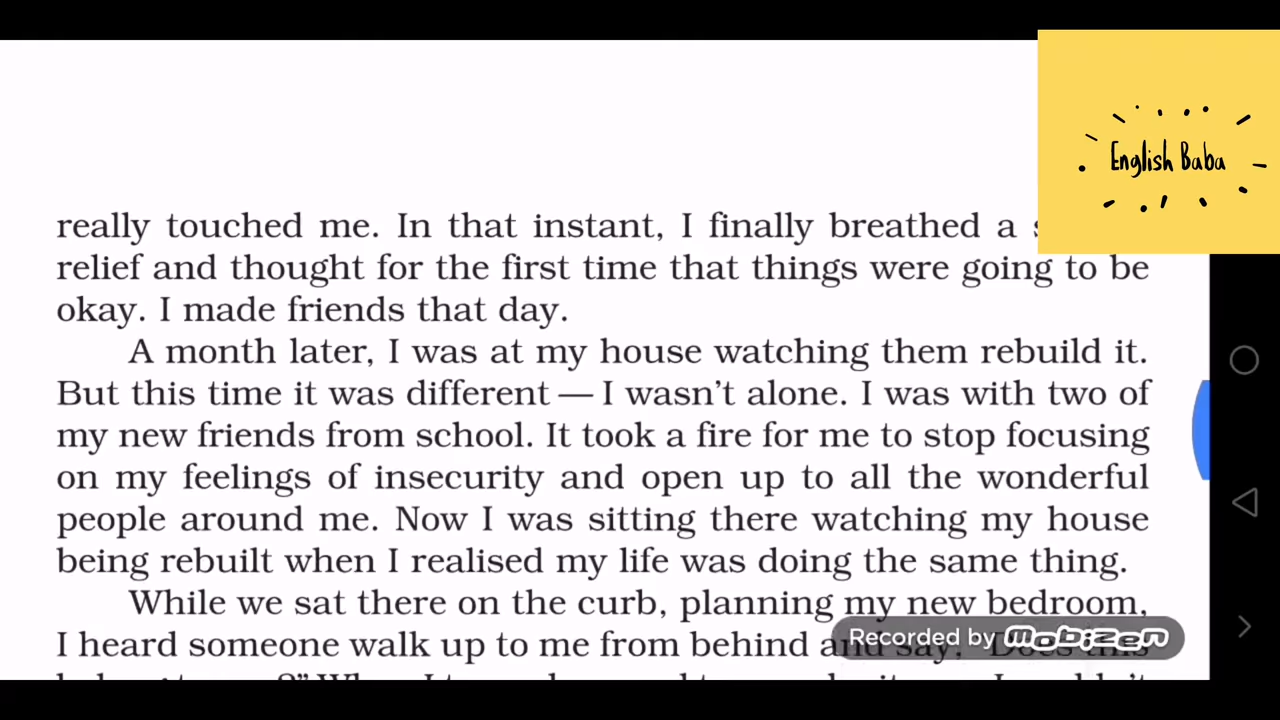 English Baba
really touched me. In that instant, I finally breathed a
relief and thought for the first time that things were going to be
okay. I made friends that day.
A month later, I was at my house watching them rebuild it.
But this time it was different — I wasn't alone. I was with two of
my new friends from school. It took a fire for me to stop focusing
on my feelings of insecurity and open up to all the wonderful
people around me. Now I was sitting there watching my house
being rebuilt when I realised my life was doing the same thing.
While we sat there on the curb, planning my new bedroom,
I heard someone walk up to me from behind and say, "Does this
Recorded by mobizen